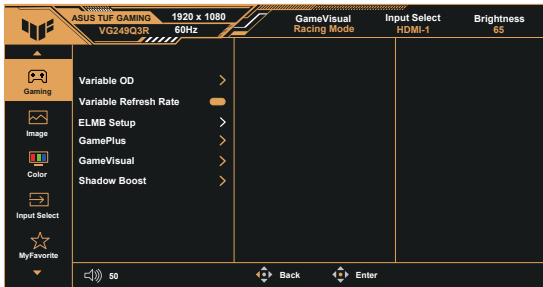 ASUS TUF GAMING 1920 x 1080 GameVisual Input Select Brightness
VG249Q3R 60Hz Racing Mode HDMI-1 65
Gaming
Image
Color
Input Select
MyFavorite
Variable OD
Variable Refresh Rate
ELMB Setup
GamePlus
GameVisual
Shadow Boost
50 Back Enter